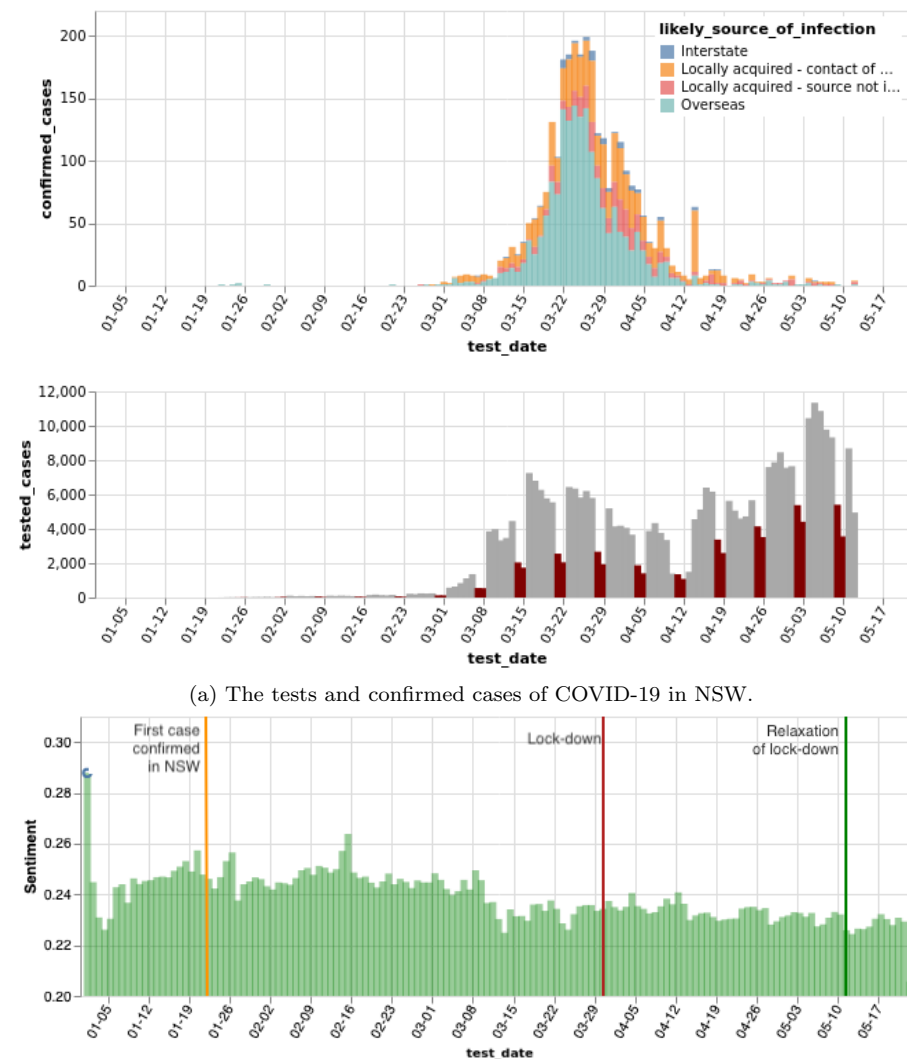 likely_source_of_infection
Interstate
Locally acquired - contact of ...
Locally acquired - source not i...
Overseas
confirmed_cases
200
150
100
50
0
01-05 01-12 01-19 01-26 02-02 02-09 02-16 02-23 03-01 03-08 03-15 03-22 03-29 04-05 04-12 04-19 04-26 05-03 05-10 05-17
test_date
tested_cases
12,000
10,000
8,000
6,000
4,000
2,000
0
01-05 01-12 01-19 01-26 02-02 02-09 02-16 02-23 03-01 03-08 03-15 03-22 03-29 04-05 04-12 04-19 04-26 05-03 05-10 05-17
test_date
(a) The tests and confirmed cases of COVID-19 in NSW.
First case
confirmed
in NSW
Lock-down
Relaxation
of lock-down
Sentiment
0.30
0.28
0.26
0.24
0.22
0.20
01-05 01-12 01-19 01-26 02-02 02-09 02-16 02-23 03-01 03-08 03-15 03-22 03-29 04-05 04-12 04-19 04-26 05-03 05-10 05-17
test_date